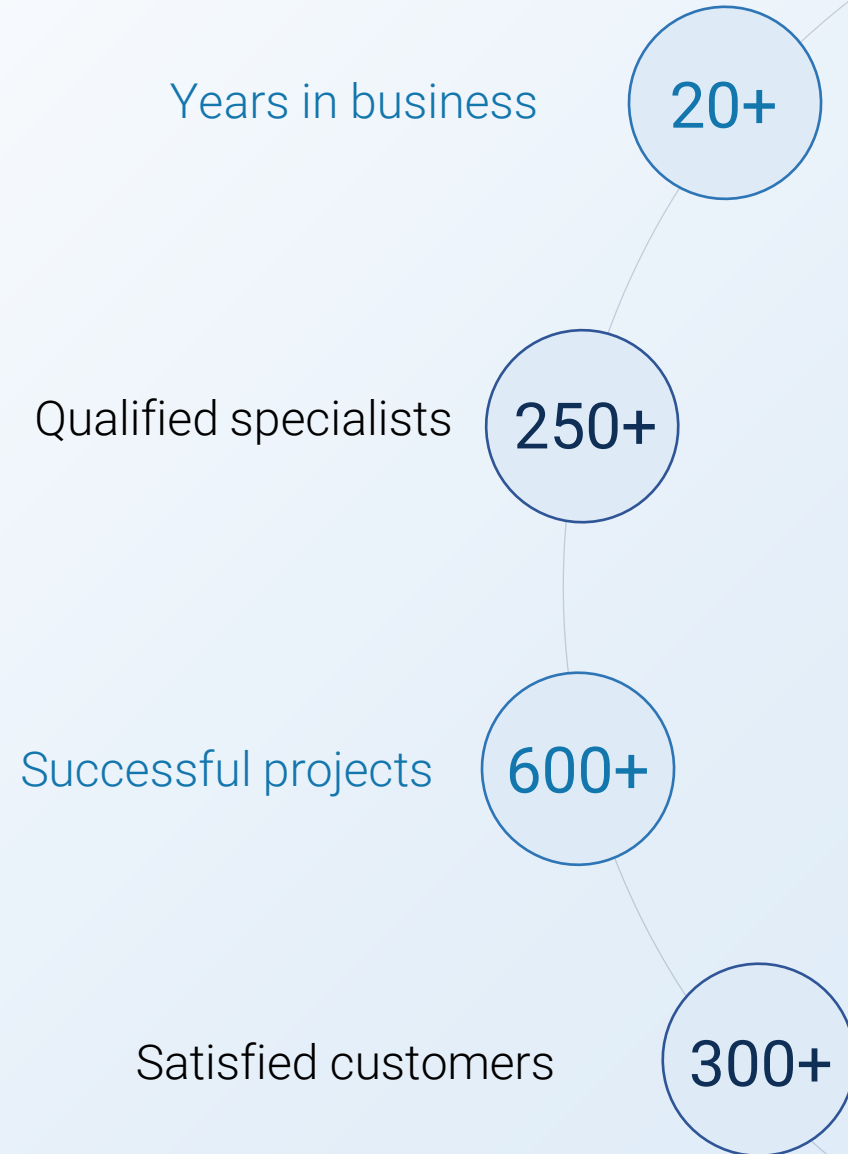 Years in business 20+
Qualified specialists 250+
Successful projects 600+
Satisfied customers 300+